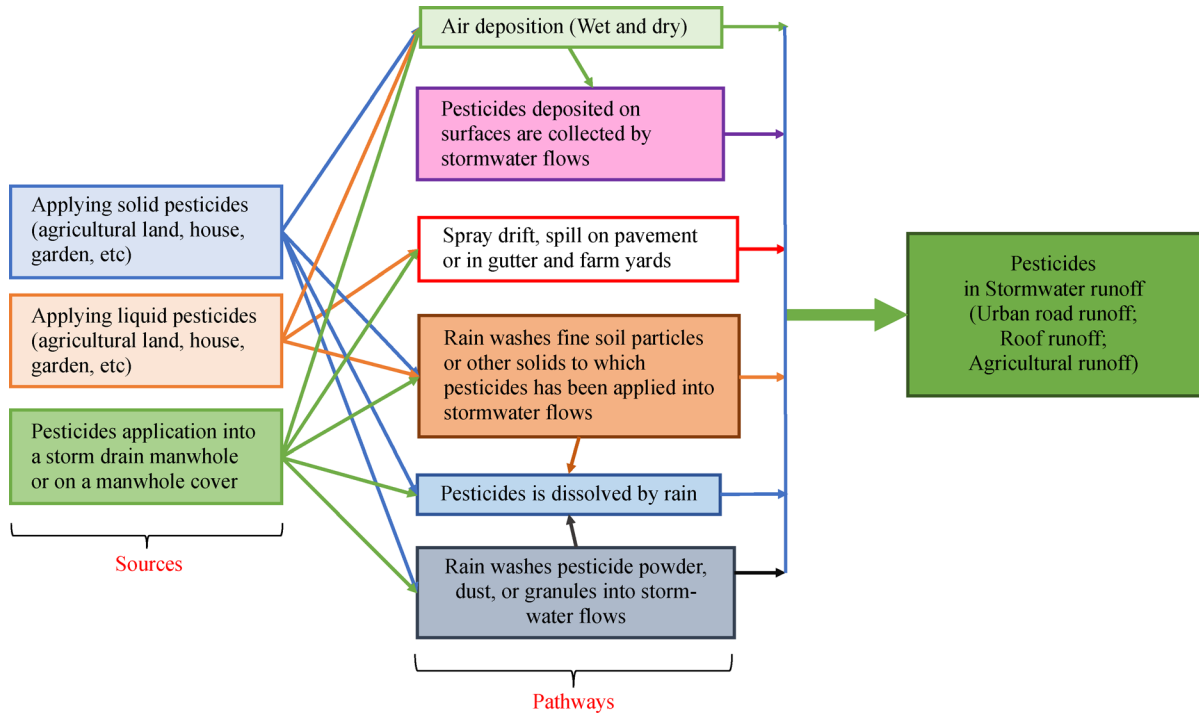 Air deposition (Wet and dry)
Pesticides deposited on
surfaces are collected by
stormwater flows
Applying solid pesticides
(agricultural land, house,
garden, etc)
Spray drift, spill on pavement
or in gutter and farm yards
Pesticides
in Stormwater runoff
(Urban road runoff;
Roof runoff;
Agricultural runoff)
Applying liquid pesticides
(agricultural land, house,
garden, etc)
Rain washes fine soil particles
or other solids to which
pesticides has been applied into
stormwater flows
Pesticides application into
a storm drain manwhole
or on a manwhole cover
Pesticides is dissolved by rain
Sources
Rain washes pesticide powder,
dust, or granules into storm-
water flows
Pathways